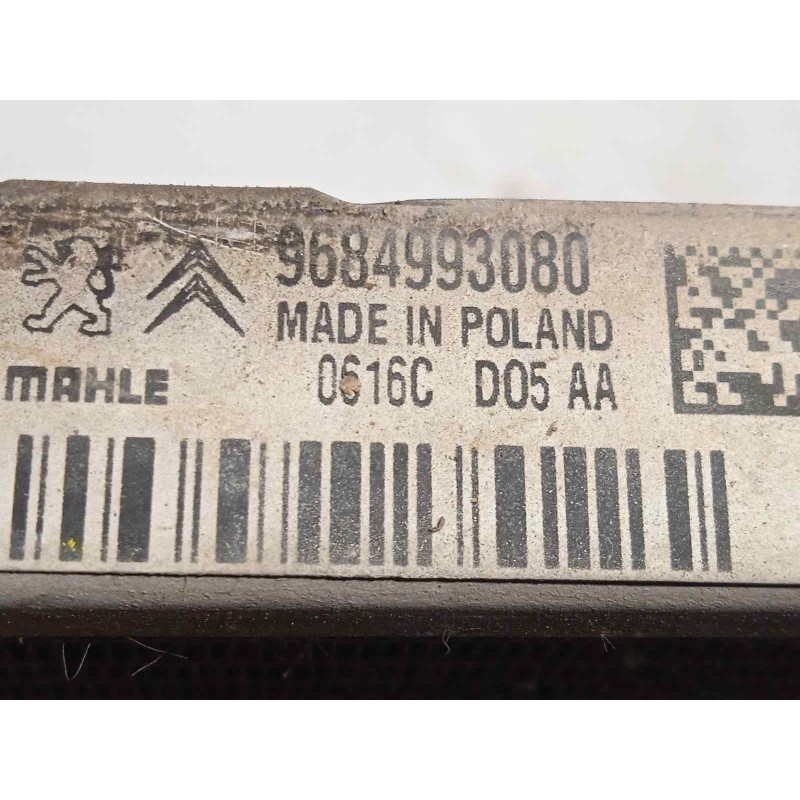 9684993080
MADE IN POLAND
MAHLE 0616C D05 AA